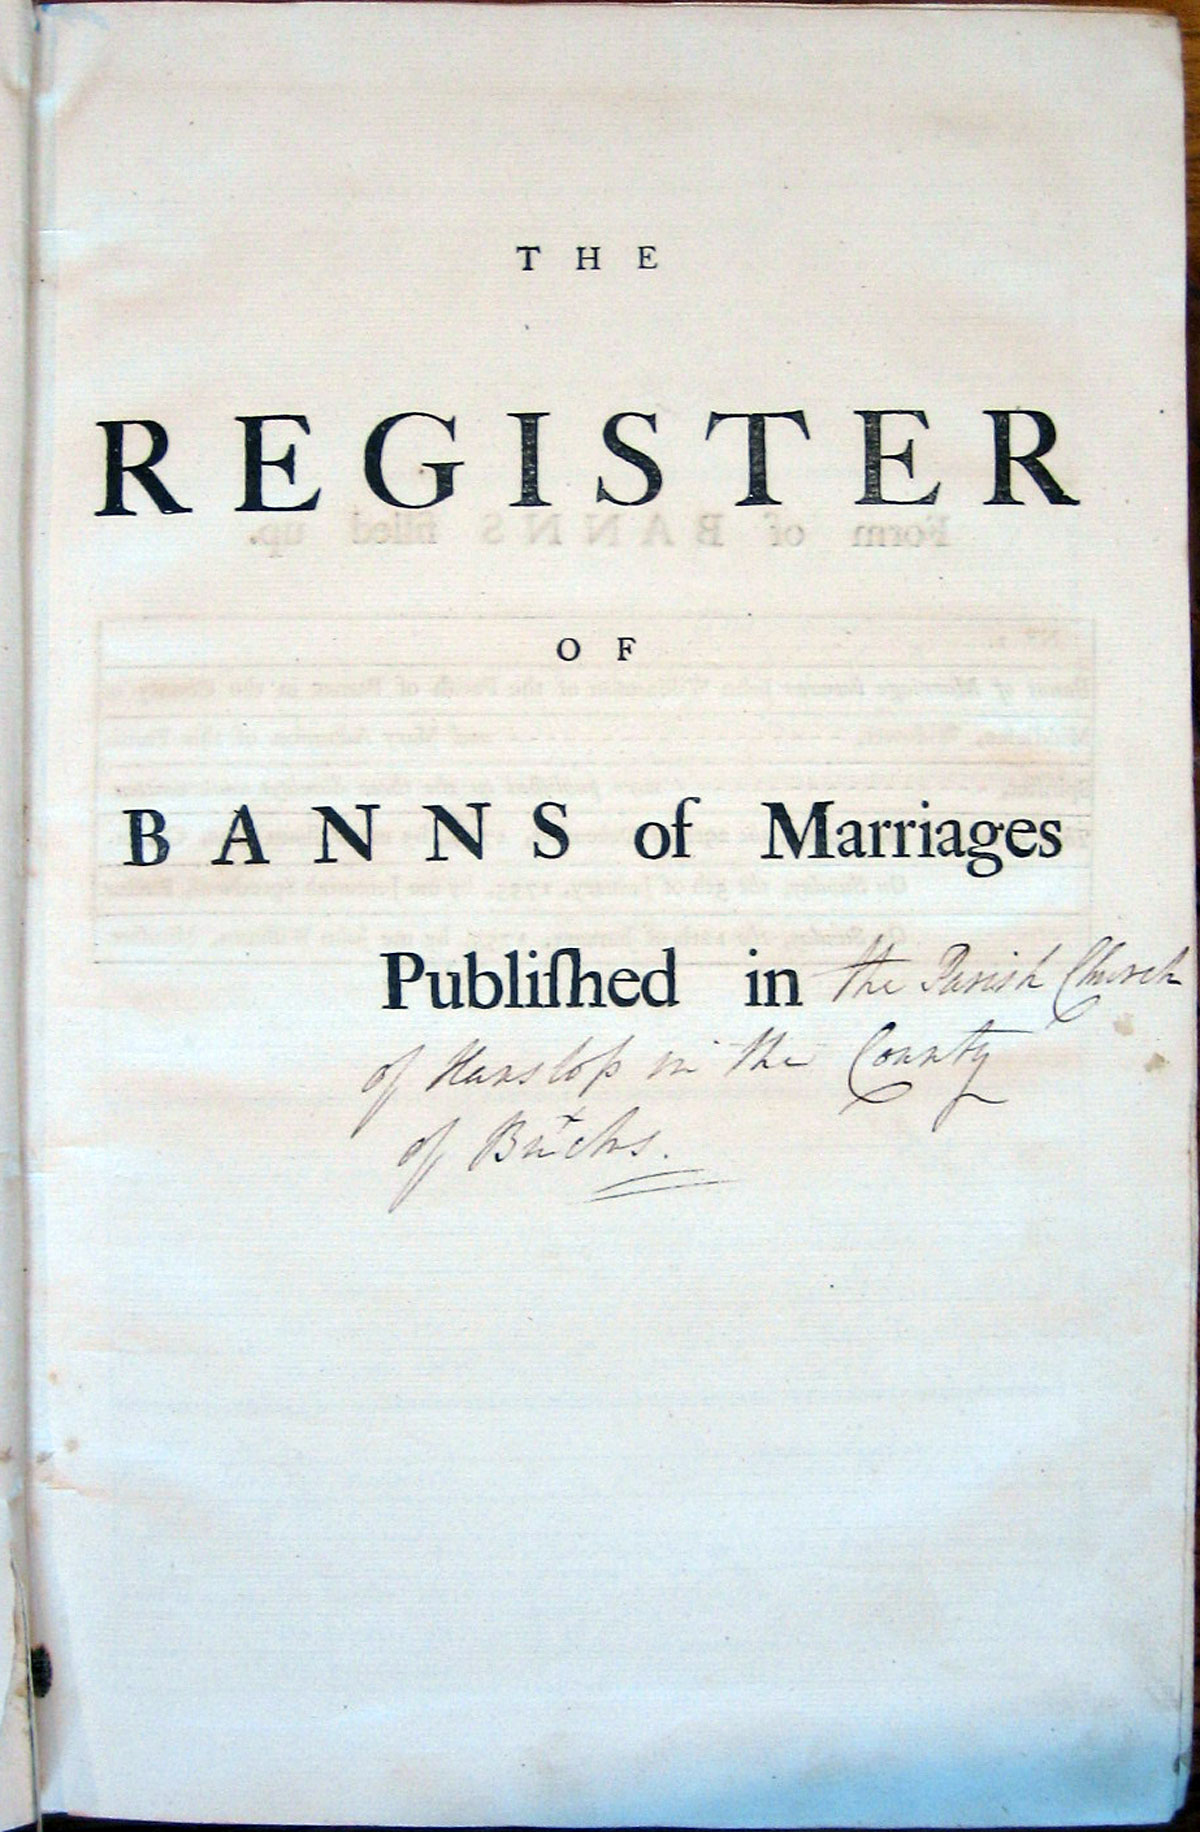 THE
REGISTER
OF
BANNS of Marriages
Publiſhed in the Parish Church
of Hanslop in the County
of Bucks.